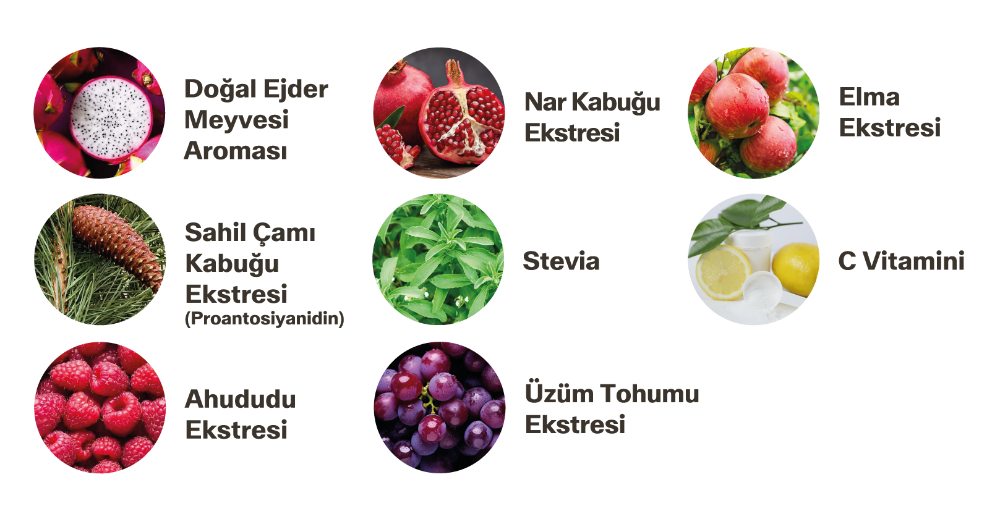 Doğal Ejder
Meyvesi
Aroması
Nar Kabuğu
Ekstresi
Elma
Ekstresi
Sahil Çamı
Kabuğu
Ekstresi
(Proantosiyanidin)
Stevia
C Vitamini
Ahududu
Ekstresi
Üzüm Tohumu
Ekstresi